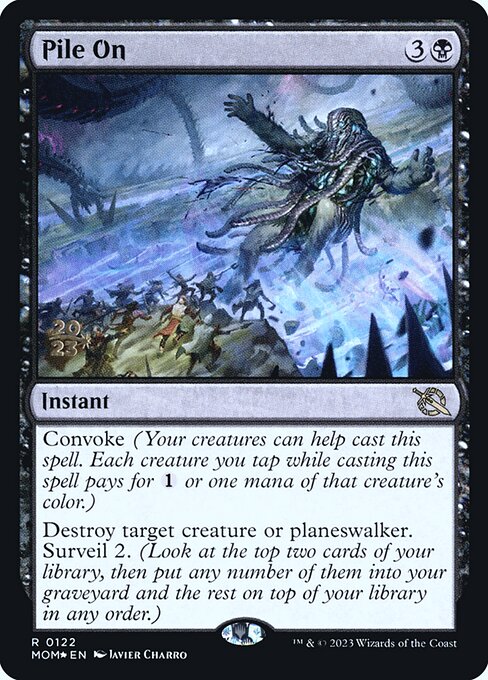 Pile On 3
20
23
Instant
Convoke (Your creatures can help cast this
spell. Each creature you tap while casting this
spell pays for 1 or one mana of that creature's
color.)
Destroy target creature or planeswalker.
Surveil 2. (Look at the top two cards of your
library, then put any number of them into your
graveyard and the rest on top of your library
in any order.)
R 0122
MOM★EN Javier Charro
™ & © 2023 Wizards of the Coast